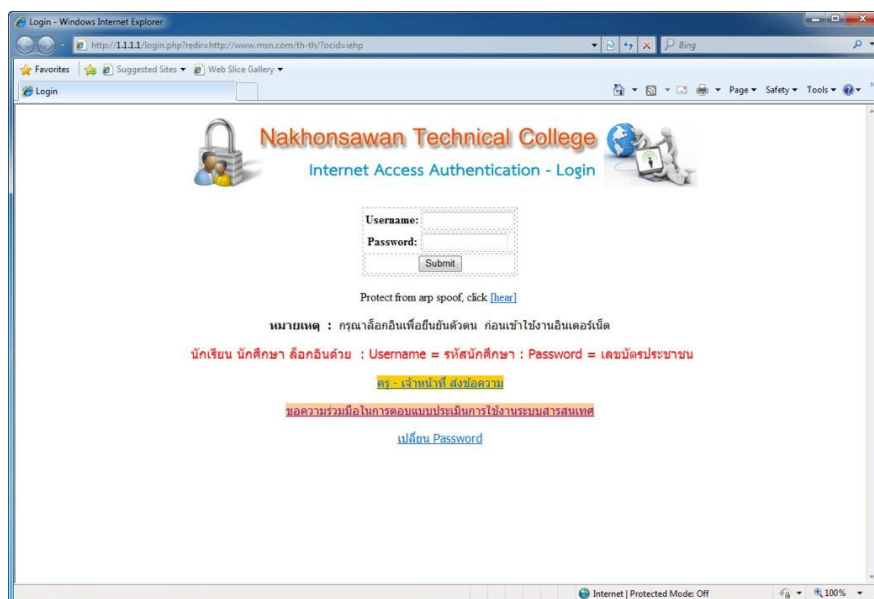 Login - Windows Internet Explorer
http://1.1.1.1/login.php?redir=http://www.msn.com/th-th/?ocid=iehp
Bing
Favorites Suggested Sites Web Slice Gallery
Login
Page Safety Tools
Nakhonsawan Technical College
Internet Access Authentication - Login
Username:
Password:
Submit
Protect from arp spoof, click [hear]
หมายเหตุ : กรุณาล็อกอินเพื่อยืนยันตัวตน ก่อนเข้าใช้งานอินเตอร์เน็ต
นักเรียน นักศึกษา ล็อกอินด้วย : Username = รหัสนักศึกษา : Password = เลขบัตรประชาชน
ครู - เจ้าหน้าที่ ส่งข้อความ
ขอความร่วมมือในการตอบแบบประเมินการใช้งานระบบสารสนเทศ
เปลี่ยน Password
Internet | Protected Mode: Off
100%